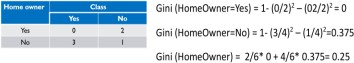 Home owner Class
Yes No
Yes 0 2
No 3 1
Gini (HomeOwner=Yes) = 1- (0/2)² – (02/2)² = 0
Gini (HomeOwner=No) = 1- (3/4)² – (1/4)²=0.375
Gini (HomeOwner) = 2/6* 0 + 4/6* 0.375= 0.25